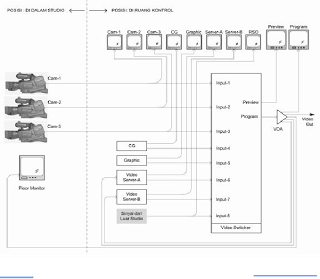 POSISI : DI DALAM STUDIO
POSISI : DI RUANG KONTROL
Cam-1
Cam-2
Cam-3
CG
Graphic
Server-A
Server-B
RSO
Preview
Program
Cam-1
Cam-2
Cam-3
Input-1
Input-2
Input-3
Input-4
Input-5
Input-6
Input-7
Input-8
Preview
Program
VDA
Video
Out
CG
Graphic
Video
Server-A
Video
Server-B
Sinyal dari
Luar Studio
Floor Monitor
Video Switcher